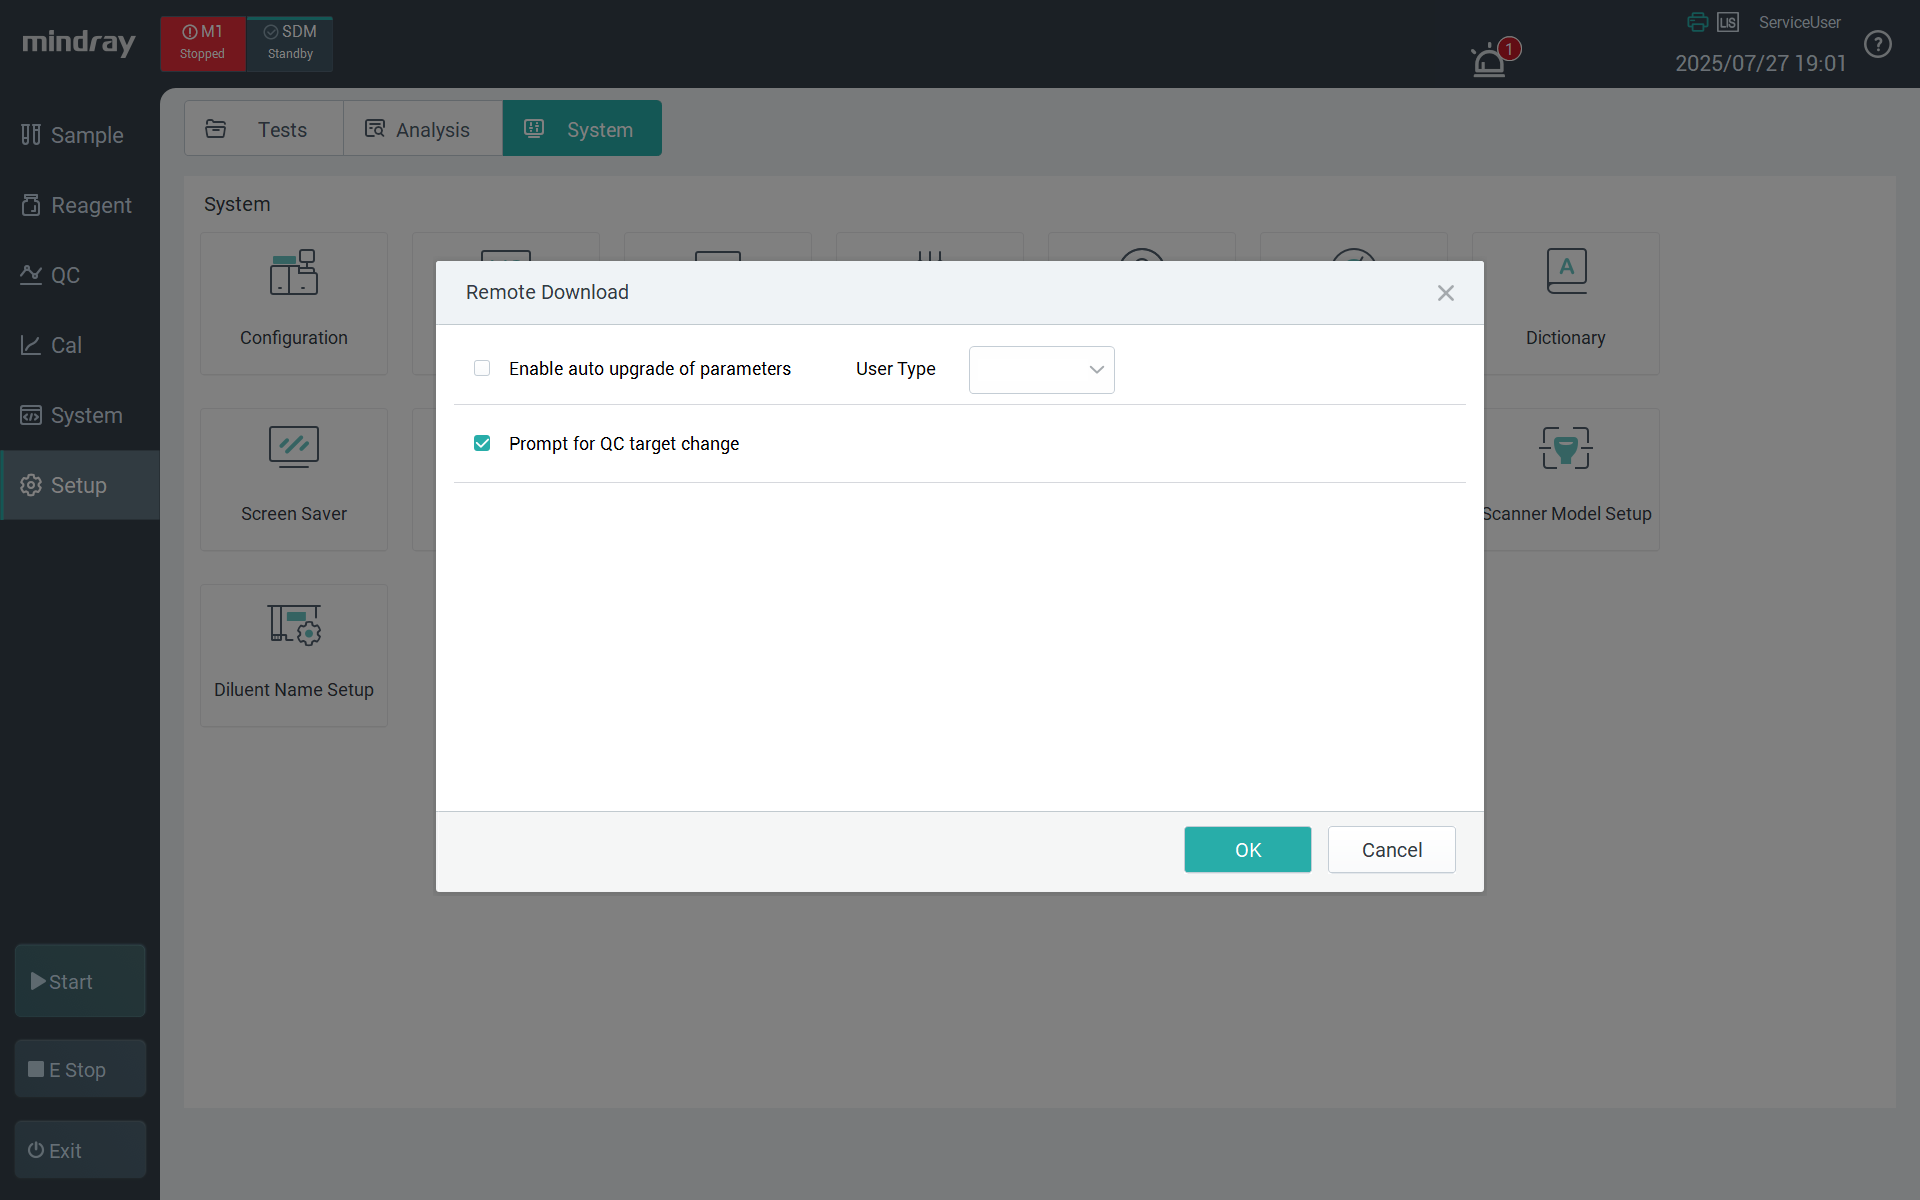 mindray
M1
Stopped
SDM
Standby
1
LIS
ServiceUser
2025/07/27 19:01
?
Sample
Reagent
QC
Cal
System
Setup
Start
E Stop
Exit
Tests
Analysis
System
System
Configuration
A
Dictionary
Screen Saver
Scanner Model Setup
Diluent Name Setup
Remote Download
Enable auto upgrade of parameters
User Type
Prompt for QC target change
OK
Cancel